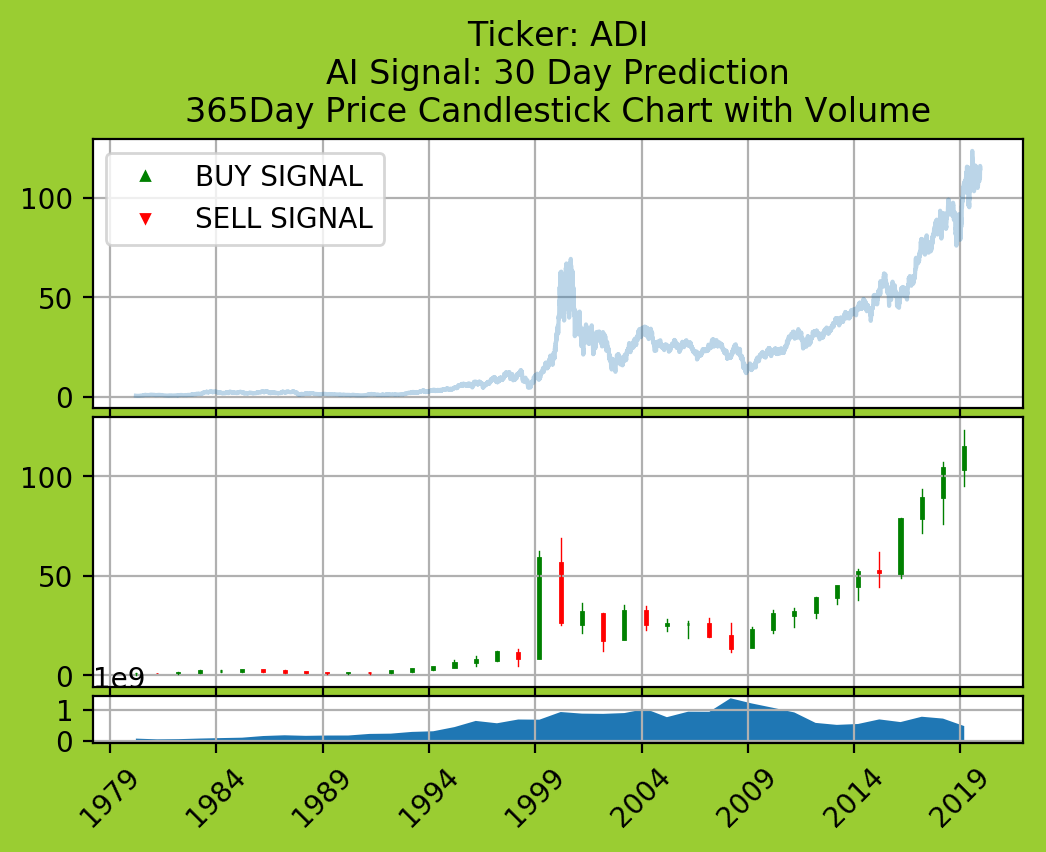 Ticker: ADI
AI Signal: 30 Day Prediction
365Day Price Candlestick Chart with Volume
BUY SIGNAL
SELL SIGNAL
100
50
0
100
50
0
1e9
1
0
1979
1984
1989
1994
1999
2004
2009
2014
2019